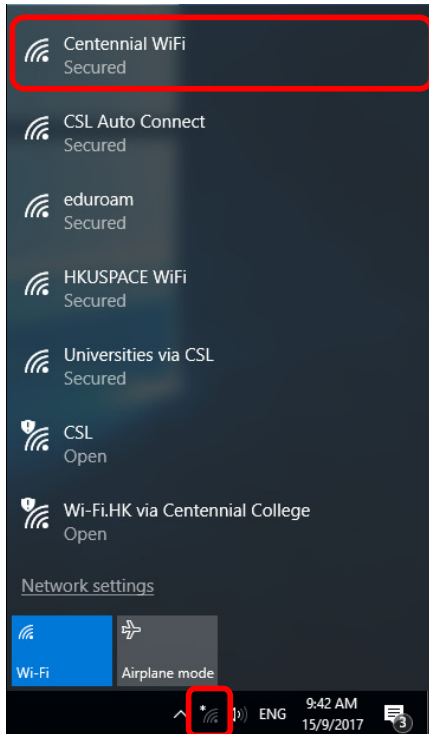 Centennial WiFi
Secured
CSL Auto Connect
Secured
eduroam
Secured
HKUSPACE WiFi
Secured
Universities via CSL
Secured
CSL
Open
Wi-Fi.HK via Centennial College
Open
Network settings
Wi-Fi
Airplane mode
ENG
9:42 AM
15/9/2017
3